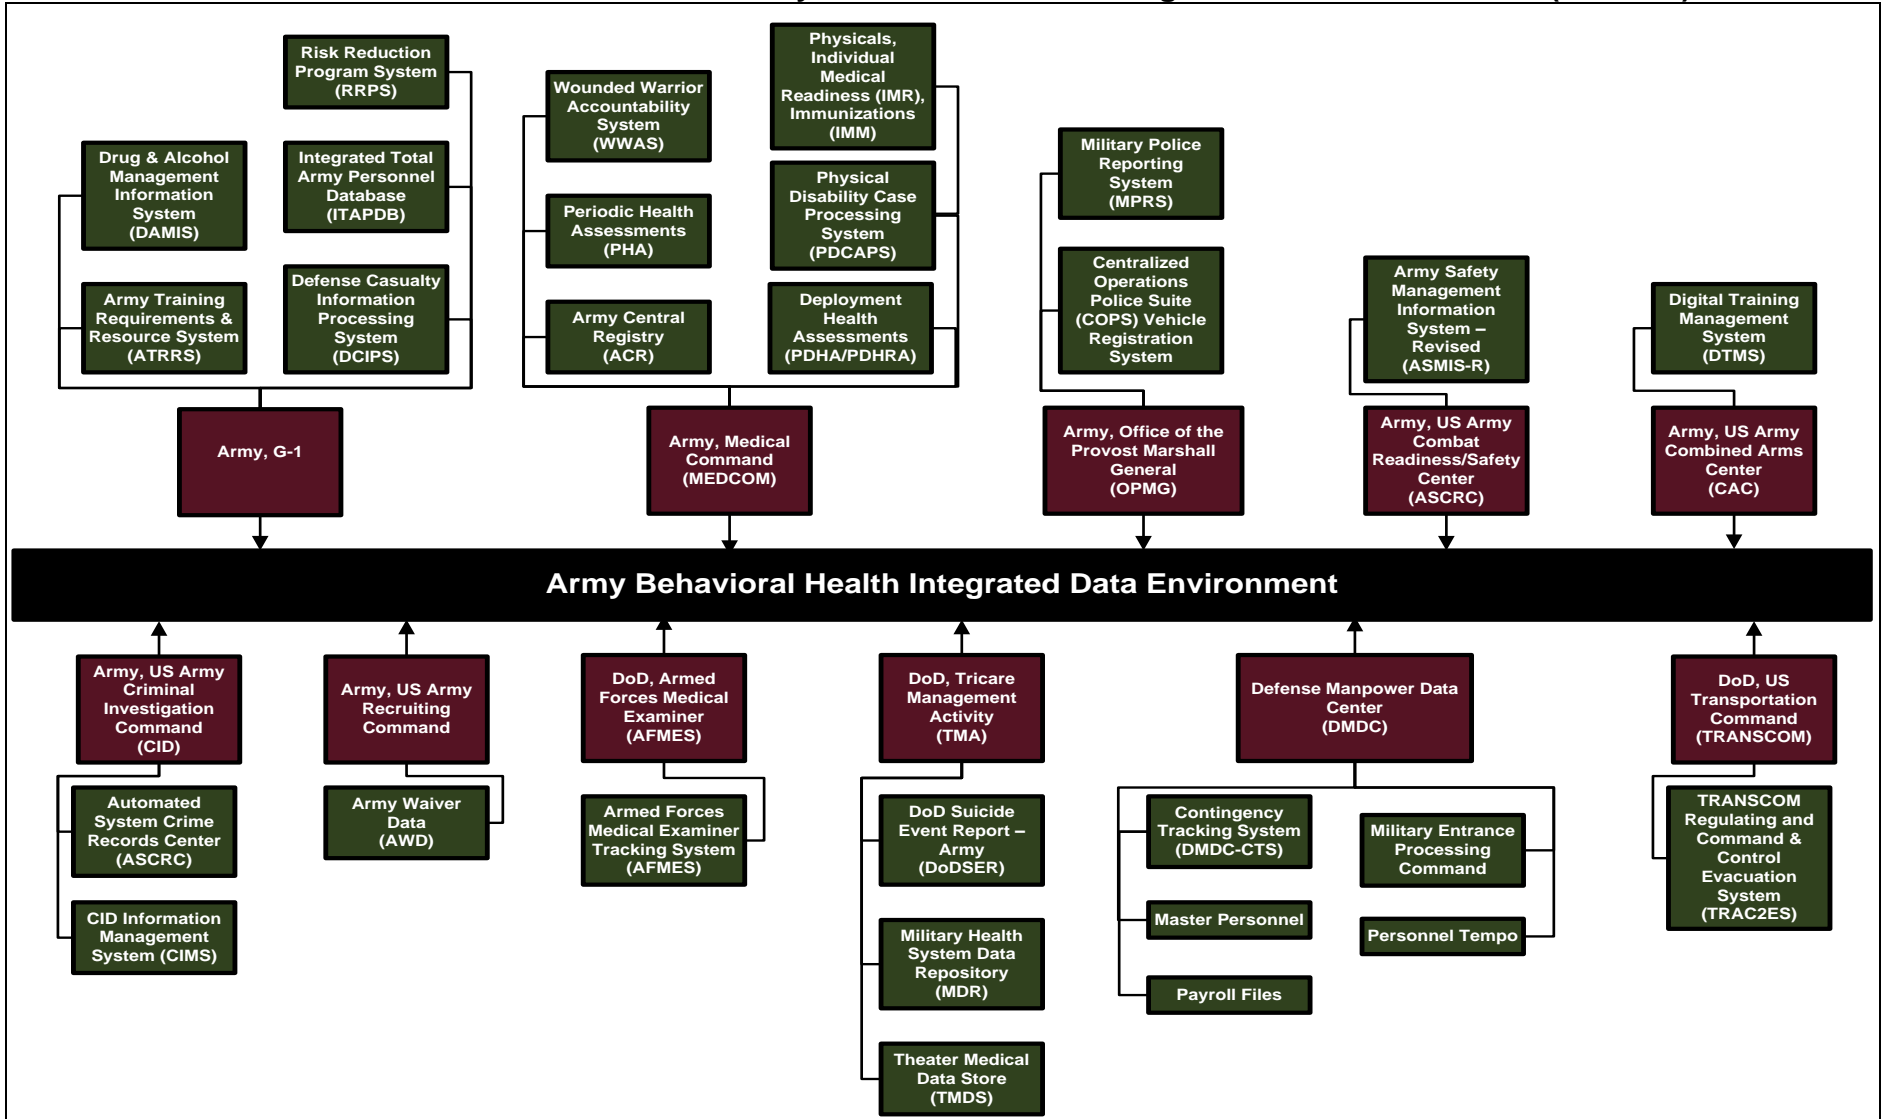 Risk Reduction
Program System
(RRPS)
Drug & Alcohol
Management
Information
System
(DAMIS)
Integrated Total
Army Personnel
Database
(ITAPDB)
Army Training
Requirements &
Resource System
(ATRRS)
Defense Casualty
Information
Processing
System
(DCIPS)
Army, G-1
Wounded Warrior
Accountability
System
(WWAS)
Physicals,
Individual
Medical
Readiness (IMR),
Immunizations
(IMM)
Periodic Health
Assessments
(PHA)
Physical
Disability Case
Processing
System
(PDCAPS)
Army Central
Registry
(ACR)
Deployment
Health
Assessments
(PDHA/PDHRA)
Army, Medical
Command
(MEDCOM)
Military Police
Reporting
System
(MPRS)
Centralized
Operations
Police Suite
(COPS) Vehicle
Registration
System
Army, Office of the
Provost Marshall
General
(OPMG)
Army Safety
Management
Information
System –
Revised
(ASMIS-R)
Army, US Army
Combat
Readiness/Safety
Center
(ASCRC)
Digital Training
Management
System
(DTMS)
Army, US Army
Combined Arms
Center
(CAC)
Army Behavioral Health Integrated Data Environment
Army, US Army
Criminal
Investigation
Command
(CID)
Automated
System Crime
Records Center
(ASCRC)
CID Information
Management
System (CIMS)
Army, US Army
Recruiting
Command
Army Waiver
Data
(AWD)
DoD, Armed
Forces Medical
Examiner
(AFMES)
Armed Forces
Medical Examiner
Tracking System
(AFMES)
DoD, Tricare
Management
Activity
(TMA)
DoD Suicide
Event Report –
Army
(DoDSER)
Military Health
System Data
Repository
(MDR)
Theater Medical
Data Store
(TMDS)
Defense Manpower Data
Center
(DMDC)
Contingency
Tracking System
(DMDC-CTS)
Military Entrance
Processing
Command
Master Personnel
Personnel Tempo
Payroll Files
DoD, US
Transportation
Command
(TRANSCOM)
TRANSCOM
Regulating and
Command &
Control
Evacuation
System
(TRAC2ES)